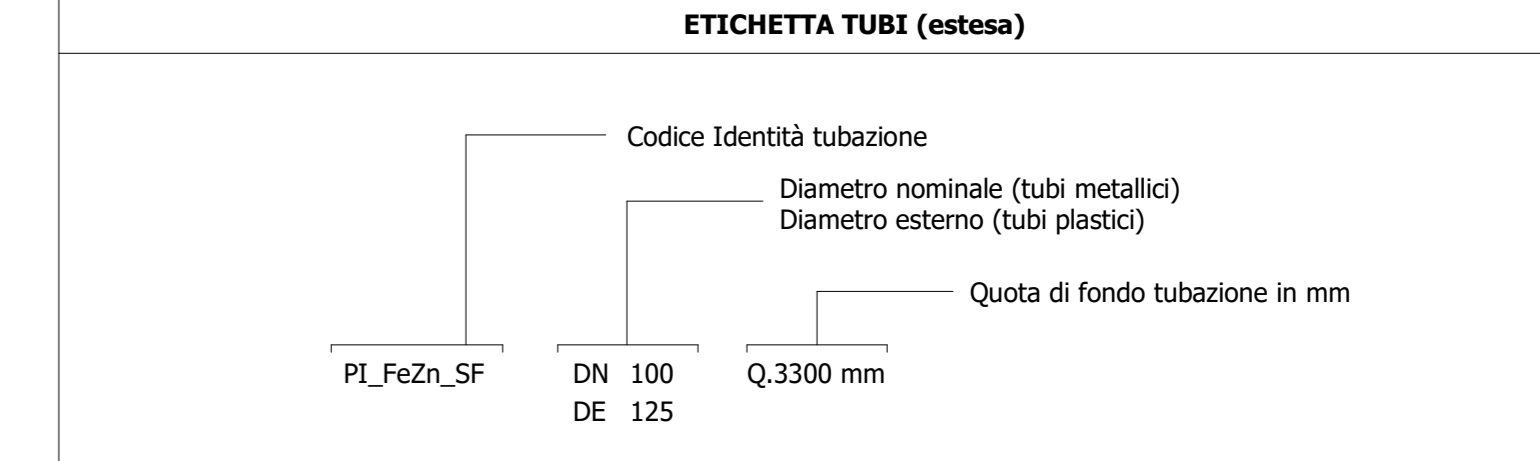 ETICHETTA TUBI (estesa)
Codice Identità tubazione
Diametro nominale (tubi metallici)
Diametro esterno (tubi plastici)
Quota di fondo tubazione in mm
PI_FeZn_SF DN 100 Q.3300 mm
DE 125